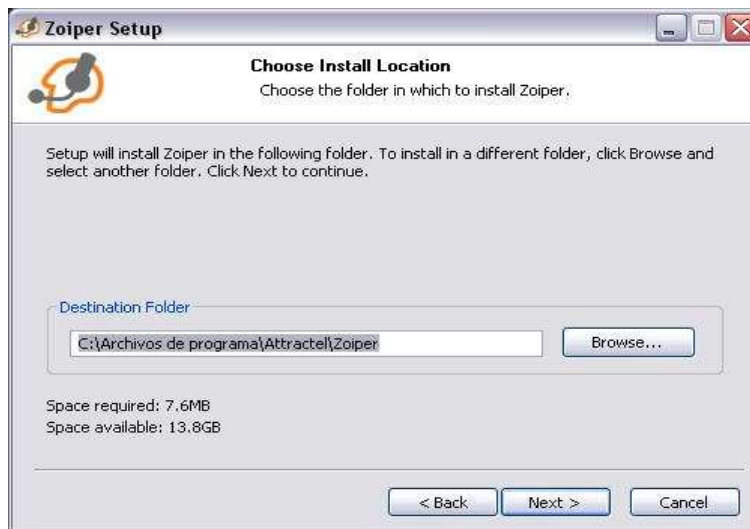 Zoiper Setup
Choose Install Location
Choose the folder in which to install Zoiper.
Setup will install Zoiper in the following folder. To install in a different folder, click Browse and
select another folder. Click Next to continue.
Destination Folder
C:\Archivos de programa\Attractel\Zoiper
Browse...
Space required: 7.6MB
Space available: 13.8GB
< Back
Next >
Cancel